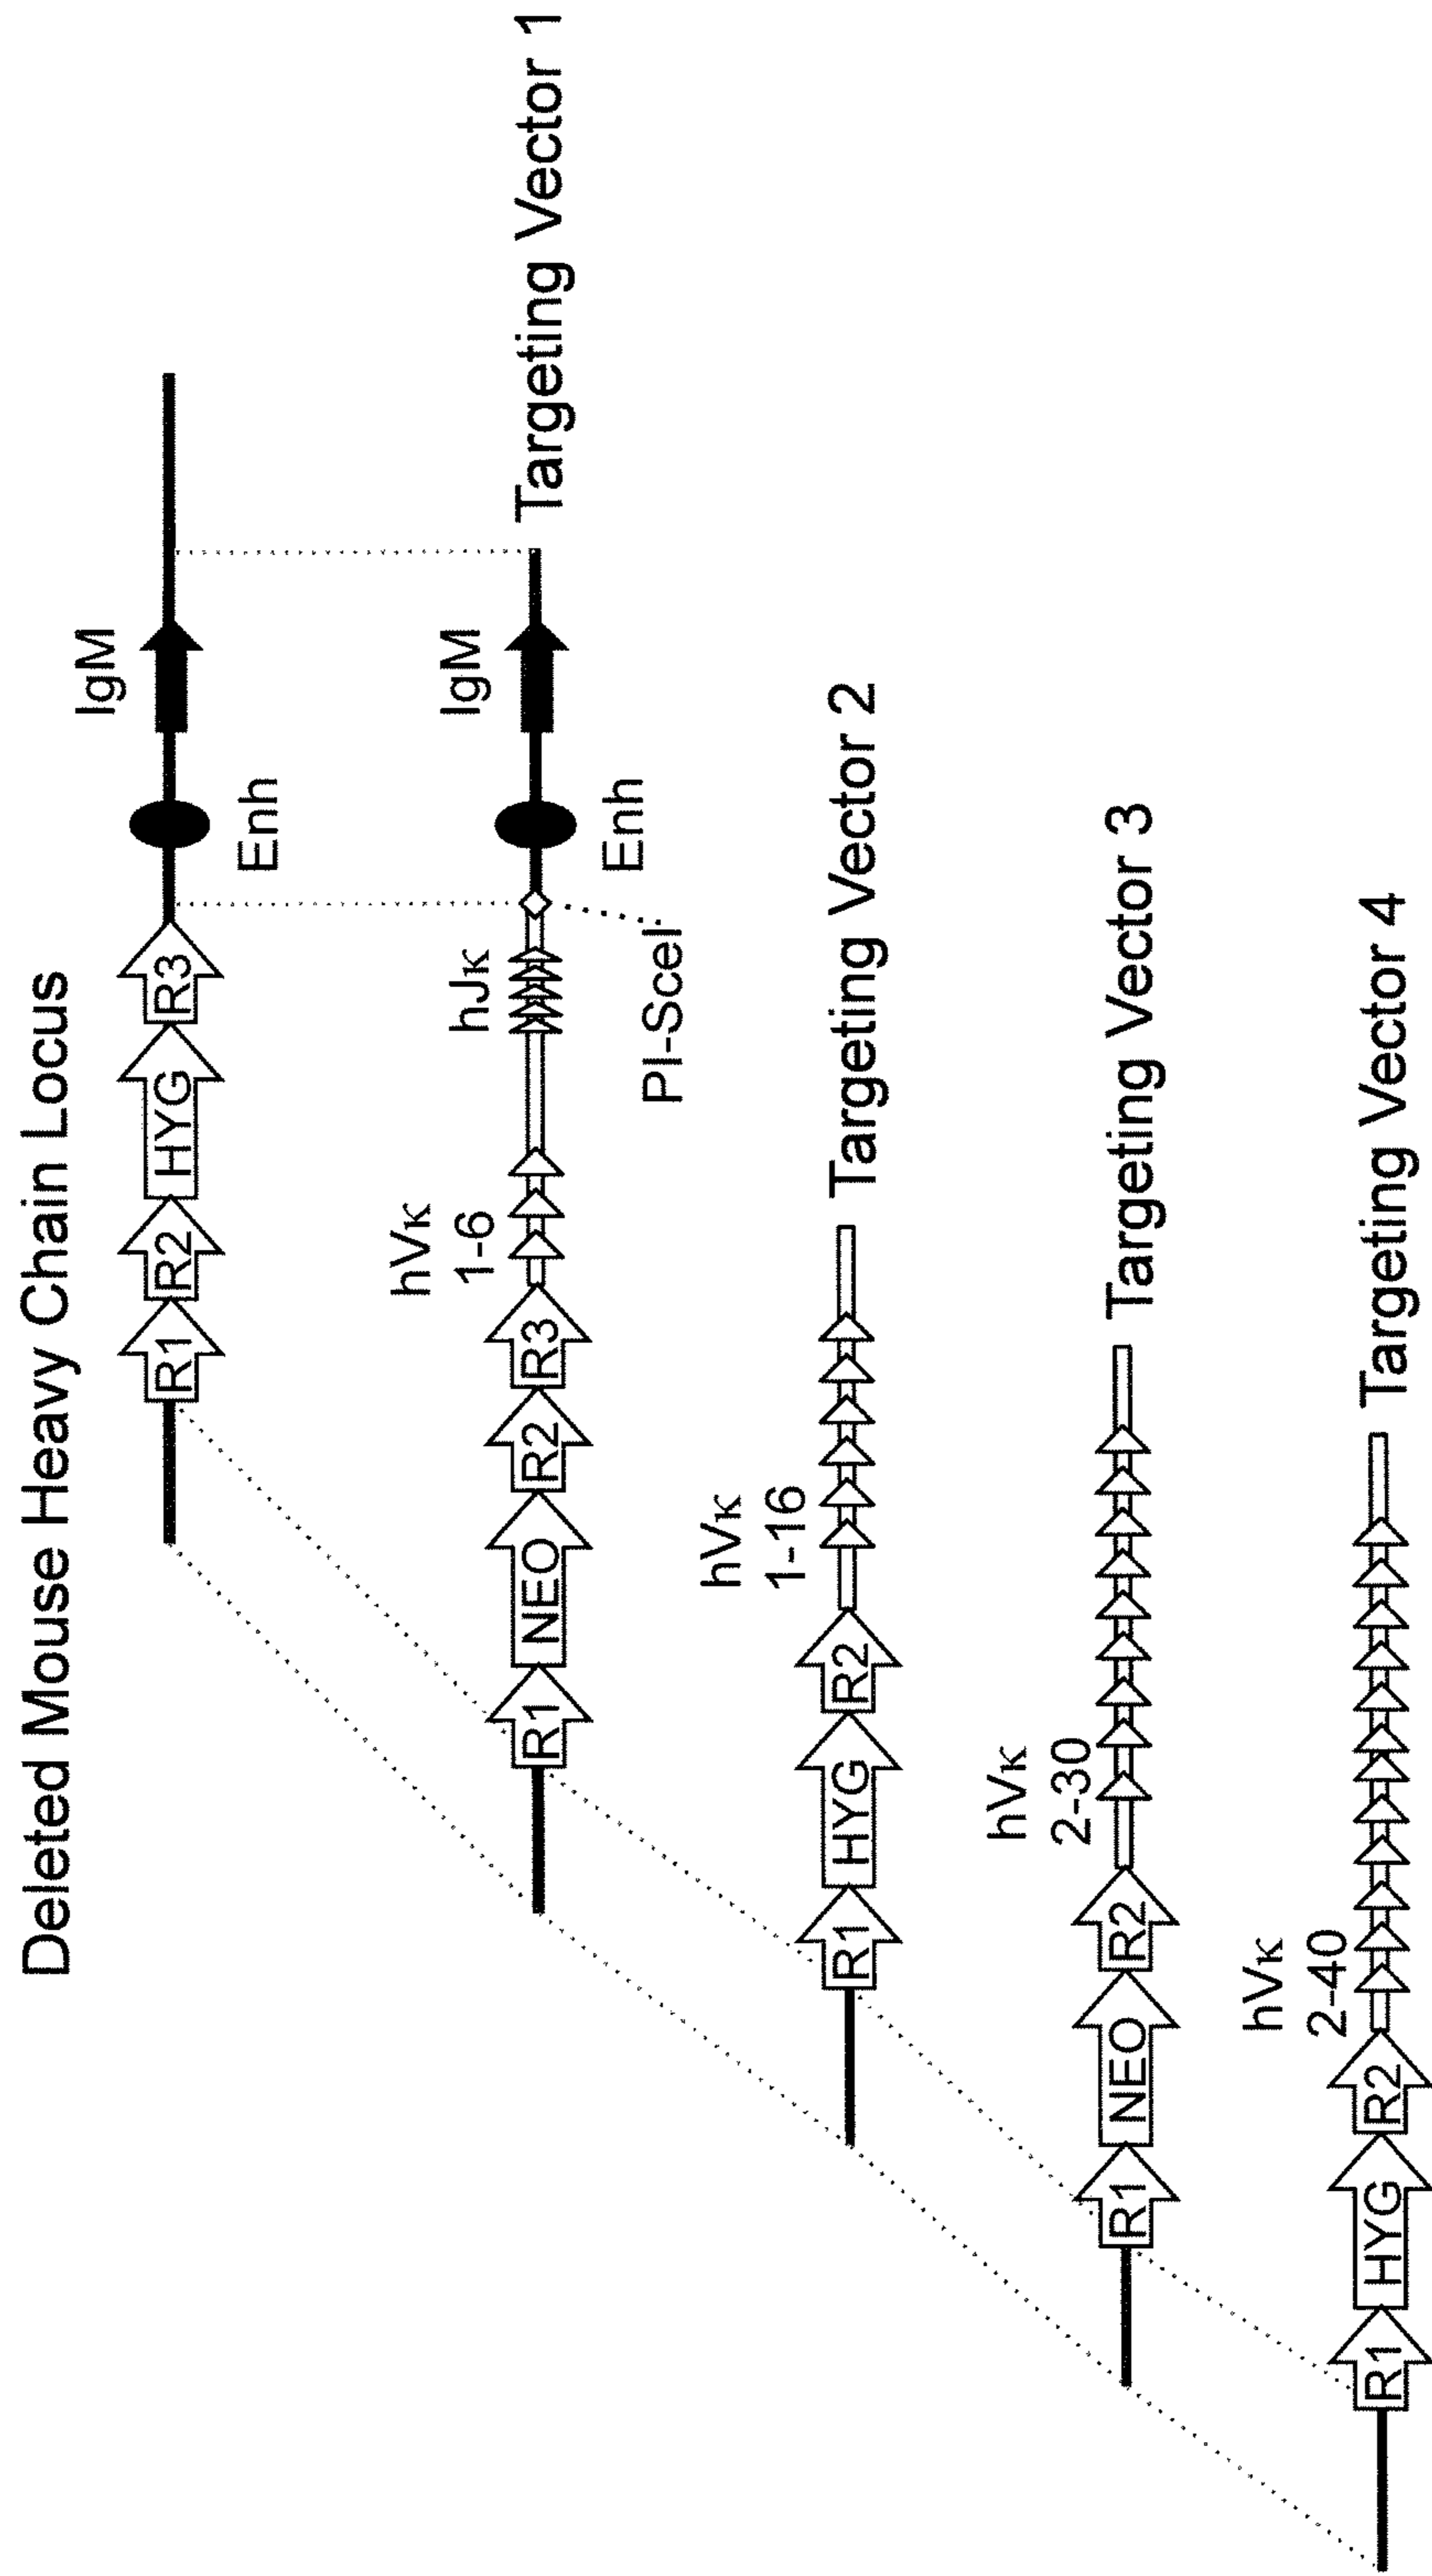 Deleted Mouse Heavy Chain Locus
R1 R2 HYG R3 Enh IgM
hVκ
1-6
hJκ
R1 NEO R2 R3 Enh IgM
PI-SceI
Targeting Vector 1
hVκ
1-16
R1 HYG R2
Targeting Vector 2
hVκ
2-30
R1 NEO R2
Targeting Vector 3
hVκ
2-40
R1 HYG R2
Targeting Vector 4